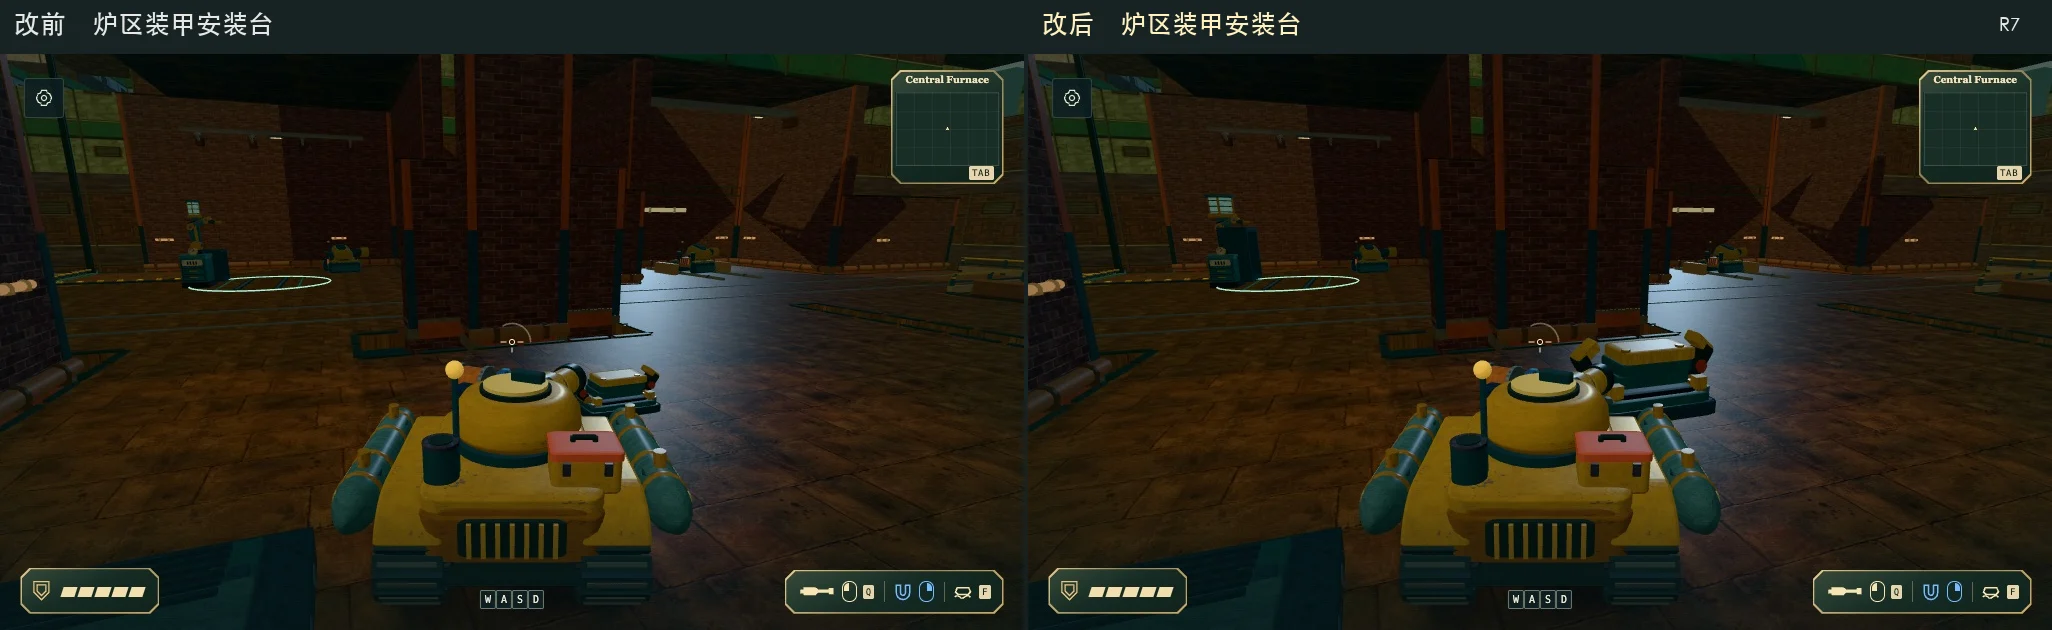 改前 炉区装甲安装台
改后 炉区装甲安装台
R7
Central Furnace
TAB
Central Furnace
TAB
Q
F
W A S D
Q
F
W A S D